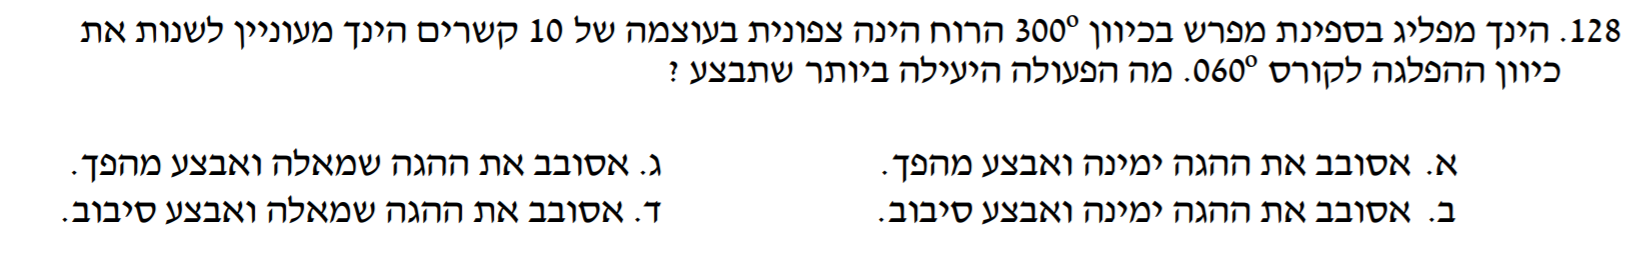 128. הינך מפליג בספינת מפרש בכיוון 300º הרוח הינה צפונית בעוצמה של 10 קשרים הינך מעוניין לשנות את
כיוון ההפלגה לקורס 060º. מה הפעולה היעילה ביותר שתבצע ?
א. אסובב את ההגה ימינה ואבצע מהפך.
ב. אסובב את ההגה ימינה ואבצע סיבוב.
ג. אסובב את ההגה שמאלה ואבצע מהפך.
ד. אסובב את ההגה שמאלה ואבצע סיבוב.